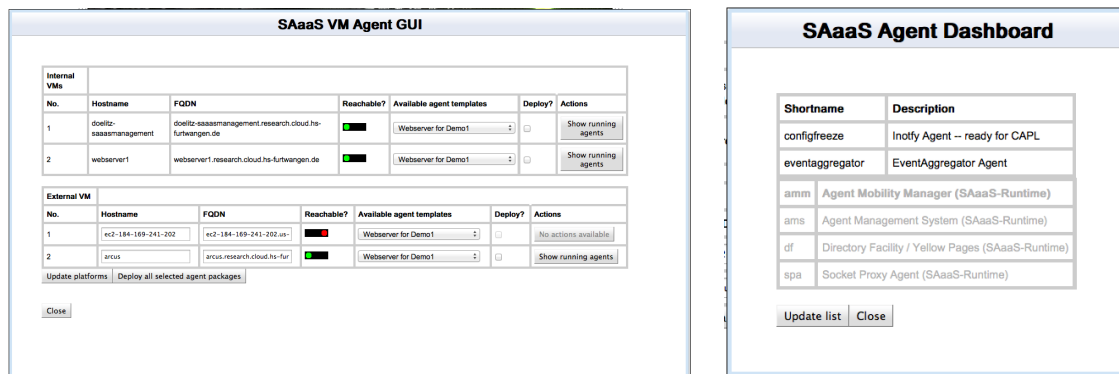 SAaaS VM Agent GUI
Internal
VMs
No. Hostname FQDN Reachable? Available agent templates Deploy? Actions
1 doelitz-
saaasmanagement doelitz-saaasmanagement.research.cloud.hs-
furtwangen.de Webserver for Demo1 Show running
agents
2 webserver1 webserver1.research.cloud.hs-furtwangen.de Webserver for Demo1 Show running
agents
External VM
No. Hostname FQDN Reachable? Available agent templates Deploy? Actions
1 ec2-184-169-241-202 ec2-184-169-241-202.us- Webserver for Demo1 No actions available
2 arcus arcus.research.cloud.hs-fur Webserver for Demo1 Show running agents
Update platforms Deploy all selected agent packages
Close
SAaaS Agent Dashboard
Shortname Description
configfreeze Inotfy Agent -- ready for CAPL
eventaggregator EventAggregator Agent
amm Agent Mobility Manager (SAaaS-Runtime)
ams Agent Management System (SAaaS-Runtime)
df Directory Facility / Yellow Pages (SAaaS-Runtime)
spa Socket Proxy Agent (SAaaS-Runtime)
Update list Close